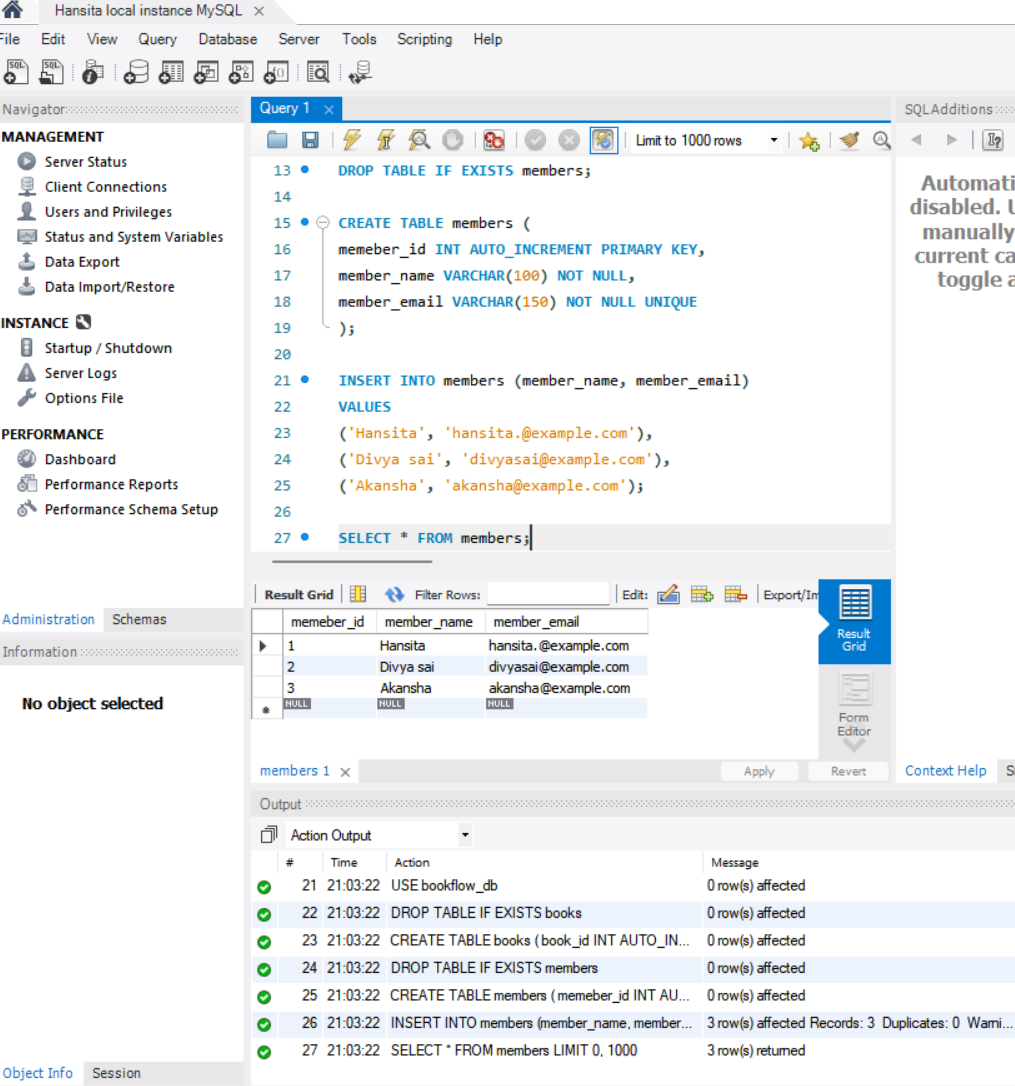 Hansita local instance MySQL ×
File Edit View Query Database Server Tools Scripting Help
Navigator
MANAGEMENT
Server Status
Client Connections
Users and Privileges
Status and System Variables
Data Export
Data Import/Restore
INSTANCE
Startup / Shutdown
Server Logs
Options File
PERFORMANCE
Dashboard
Performance Reports
Performance Schema Setup
Administration Schemas
Information
No object selected
Object Info Session
Query 1 ×
Limit to 1000 rows
13 DROP TABLE IF EXISTS members;
14
15 CREATE TABLE members (
16 memeber_id INT AUTO_INCREMENT PRIMARY KEY,
17 member_name VARCHAR(100) NOT NULL,
18 member_email VARCHAR(150) NOT NULL UNIQUE
19 );
20
21 INSERT INTO members (member_name, member_email)
22 VALUES
23 ('Hansita', 'hansita.@example.com'),
24 ('Divya sai', 'divyasai@example.com'),
25 ('Akansha', 'akansha@example.com');
26
27 SELECT * FROM members;
Result Grid Filter Rows: Edit: Export/Im
memeber_id member_name member_email
1 Hansita hansita.@example.com
2 Divya sai divyasai@example.com
3 Akansha akansha@example.com
NULL NULL NULL
Result
Grid
Form
Editor
members 1 × Apply Revert
SQLAdditions
Automati
disabled. U
manually
current ca
toggle a
Context Help S
Output
Action Output
# Time Action Message
21 21:03:22 USE bookflow_db 0 row(s) affected
22 21:03:22 DROP TABLE IF EXISTS books 0 row(s) affected
23 21:03:22 CREATE TABLE books ( book_id INT AUTO_IN... 0 row(s) affected
24 21:03:22 DROP TABLE IF EXISTS members 0 row(s) affected
25 21:03:22 CREATE TABLE members ( memeber_id INT AU... 0 row(s) affected
26 21:03:22 INSERT INTO members (member_name, member... 3 row(s) affected Records: 3 Duplicates: 0 Warni...
27 21:03:22 SELECT * FROM members LIMIT 0, 1000 3 row(s) returned